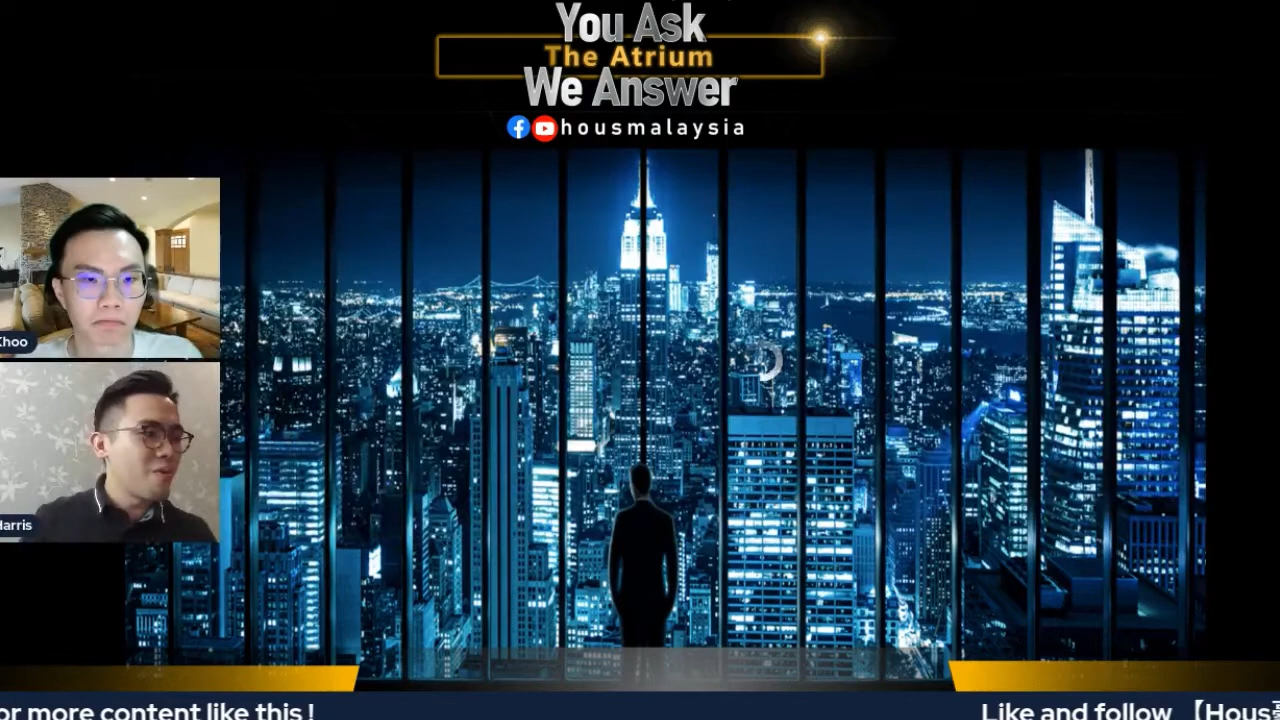 You Ask
The Atrium
We Answer
housmalaysia
Khoo
Harris
or more content like this !
Like and follow 【Hous